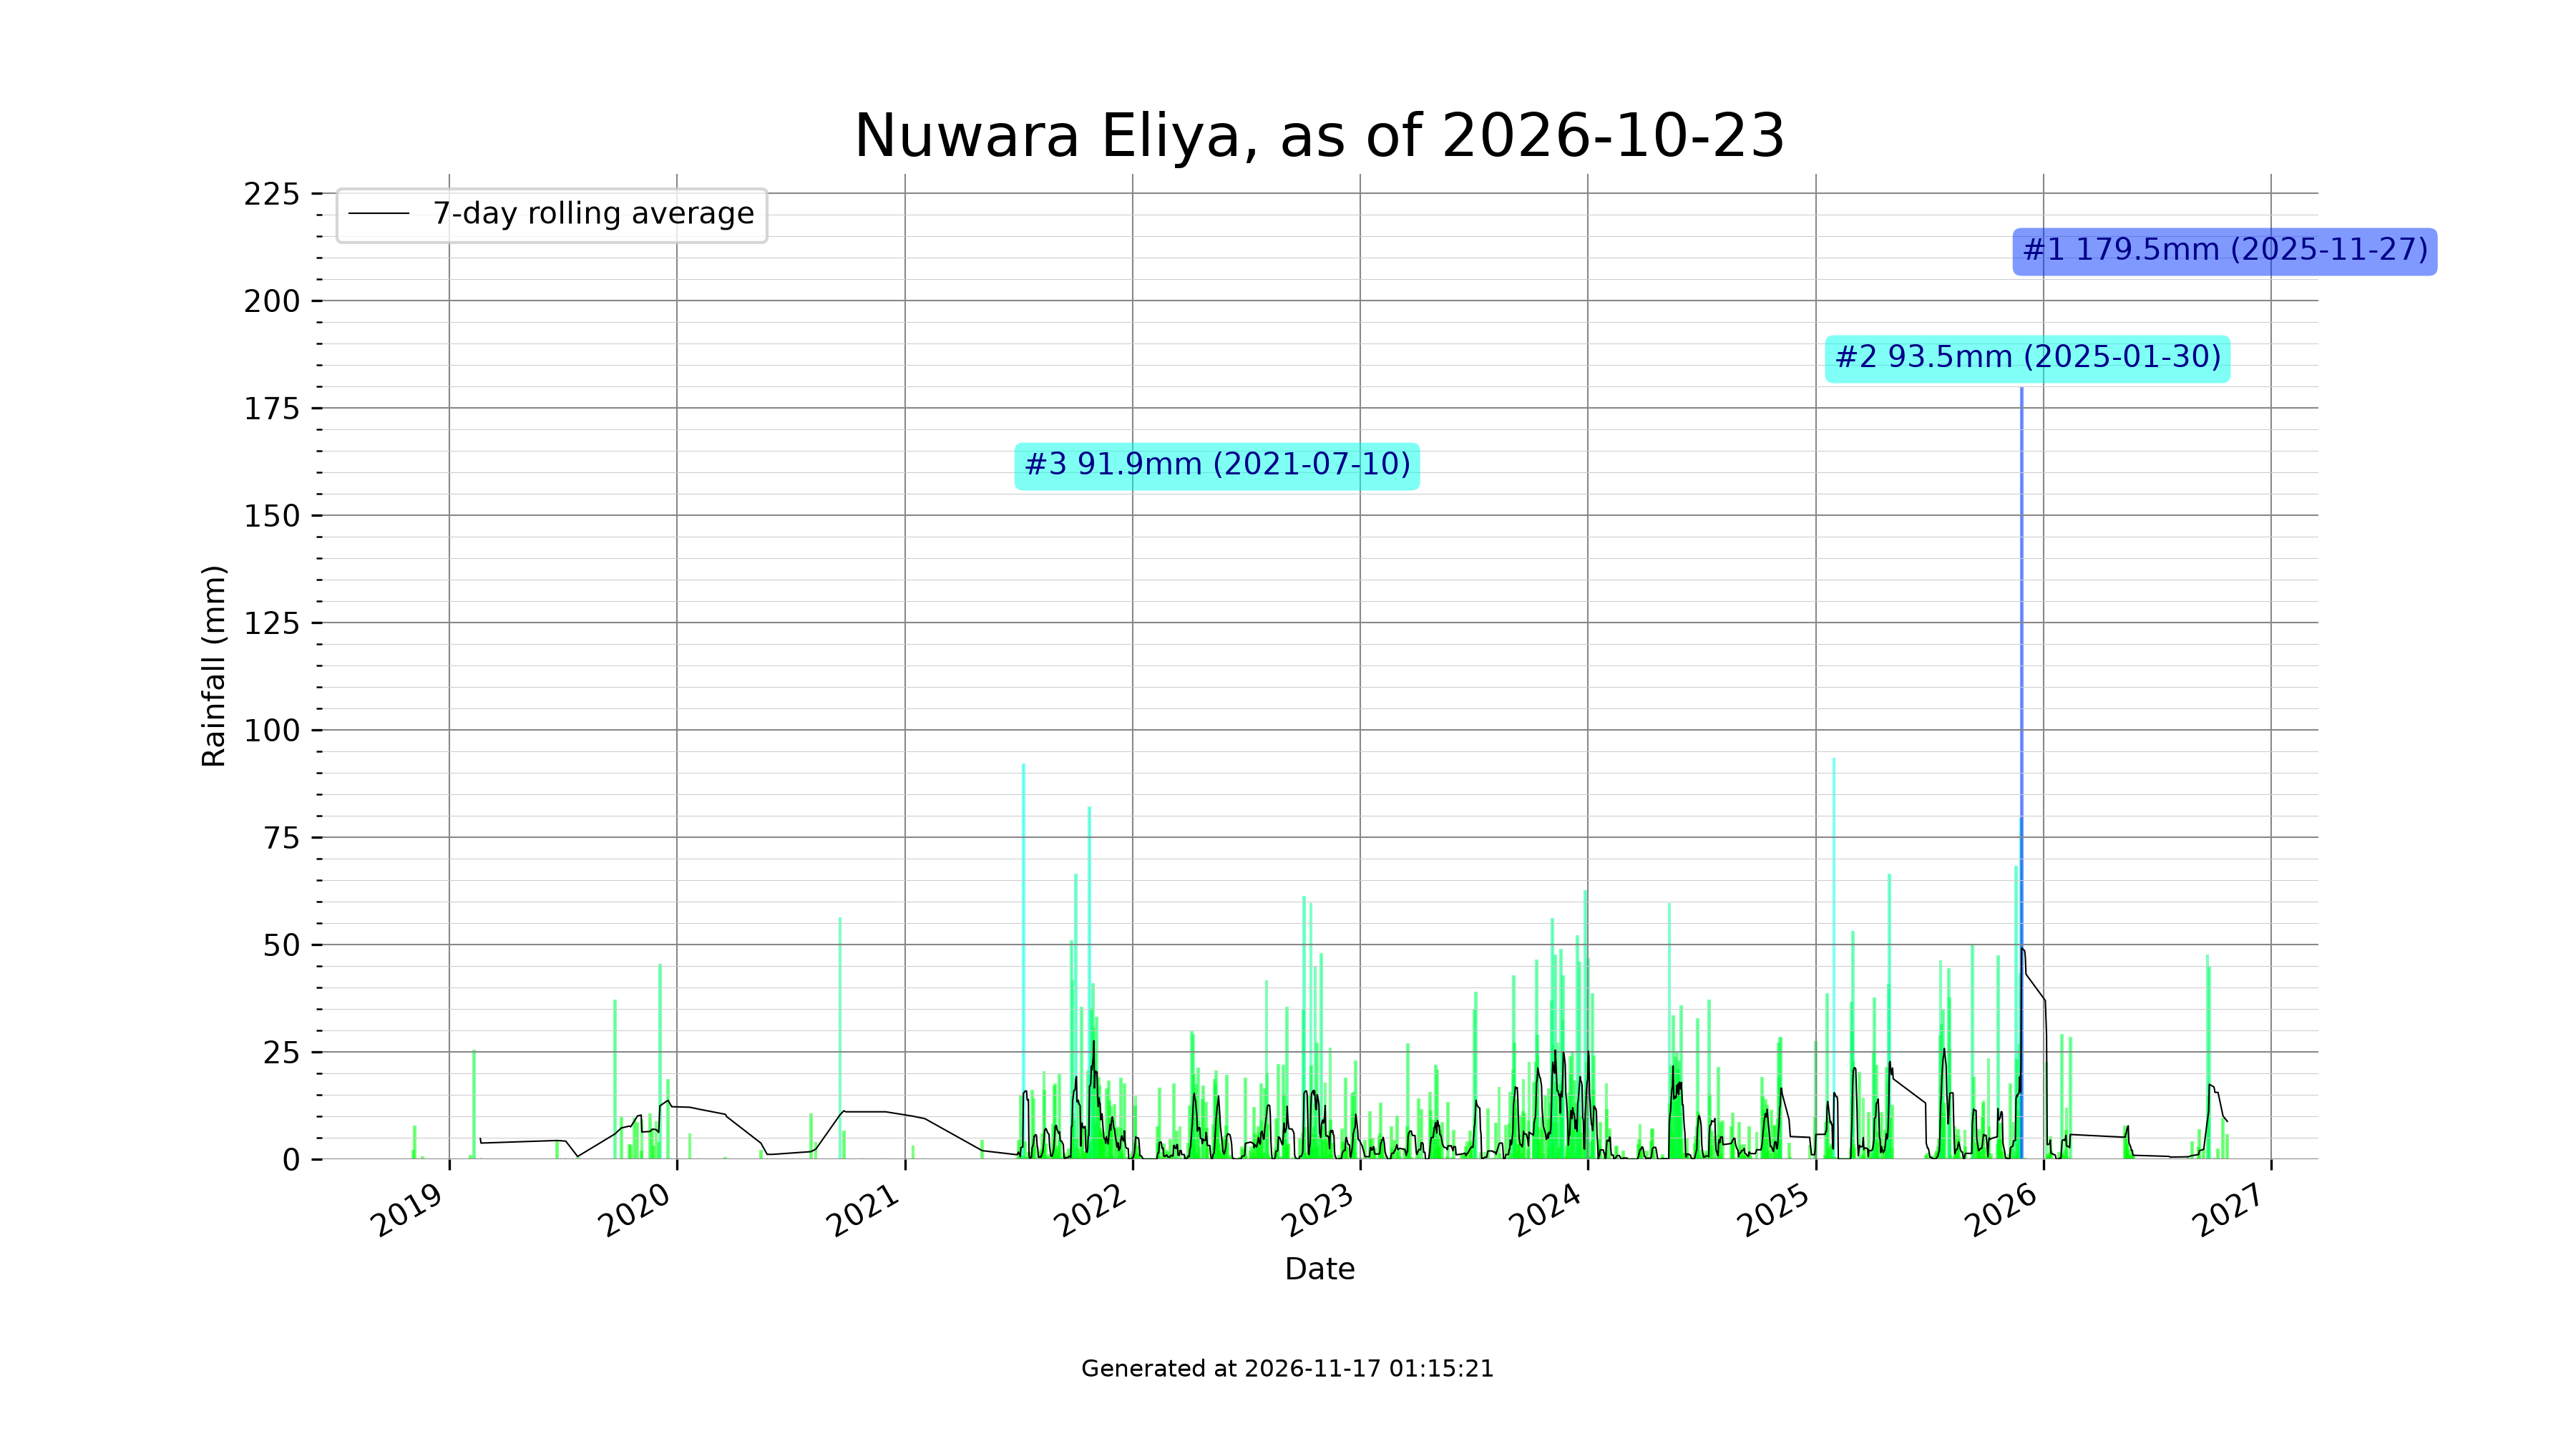 Nuwara Eliya, as of 2026-10-23
7-day rolling average
#1 179.5mm (2025-11-27)
#2 93.5mm (2025-01-30)
#3 91.9mm (2021-07-10)
Rainfall (mm)
225
200
175
150
125
100
75
50
25
0
2019
2020
2021
2022
2023
2024
2025
2026
2027
Date
Generated at 2026-11-17 01:15:21